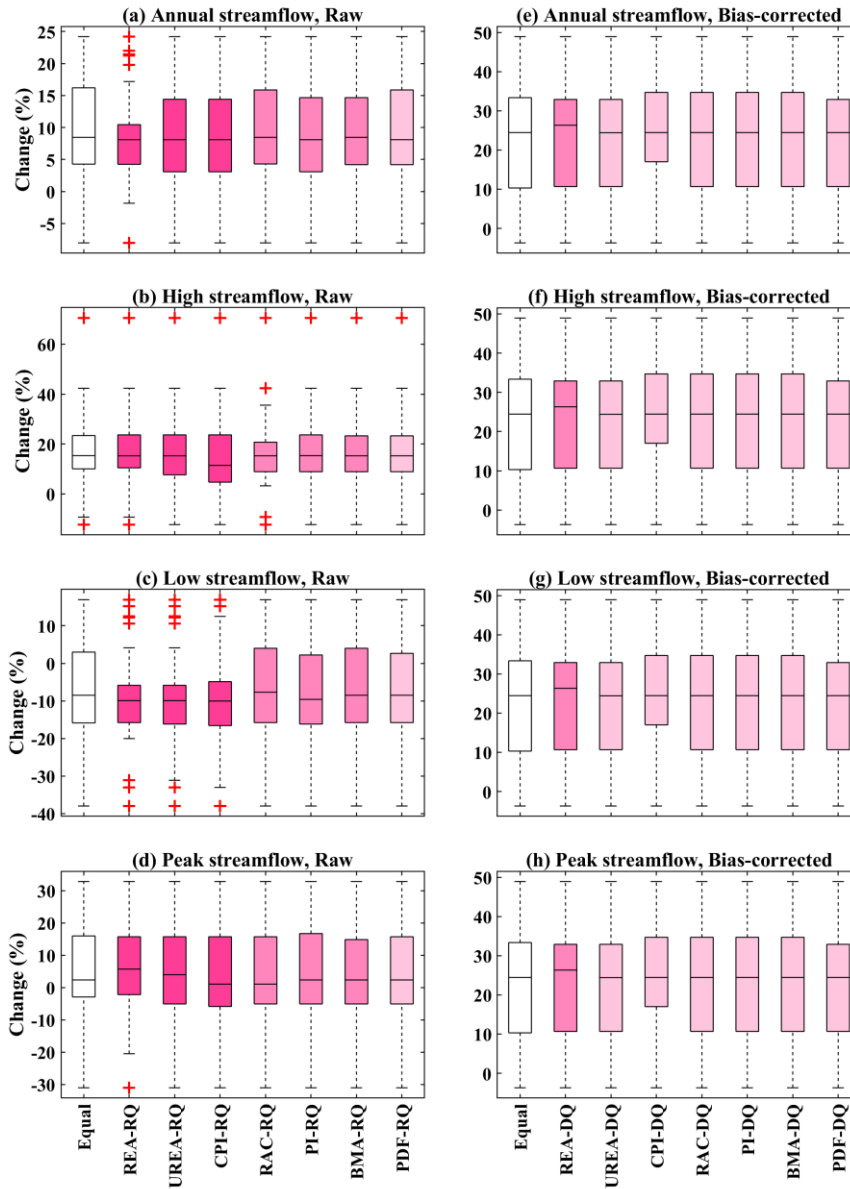 (a) Annual streamflow, Raw
Change (%)
25
20
15
10
5
0
-5
(e) Annual streamflow, Bias-corrected
50
40
30
20
10
0
(b) High streamflow, Raw
Change (%)
60
40
20
0
(f) High streamflow, Bias-corrected
50
40
30
20
10
0
(c) Low streamflow, Raw
Change (%)
10
0
-10
-20
-30
-40
(g) Low streamflow, Bias-corrected
50
40
30
20
10
0
(d) Peak streamflow, Raw
Change (%)
30
20
10
0
-10
-20
-30
Equal
REA-RQ
UREA-RQ
CPI-RQ
RAC-RQ
PI-RQ
BMA-RQ
PDF-RQ
(h) Peak streamflow, Bias-corrected
50
40
30
20
10
0
Equal
REA-DQ
UREA-DQ
CPI-DQ
RAC-DQ
PI-DQ
BMA-DQ
PDF-DQ